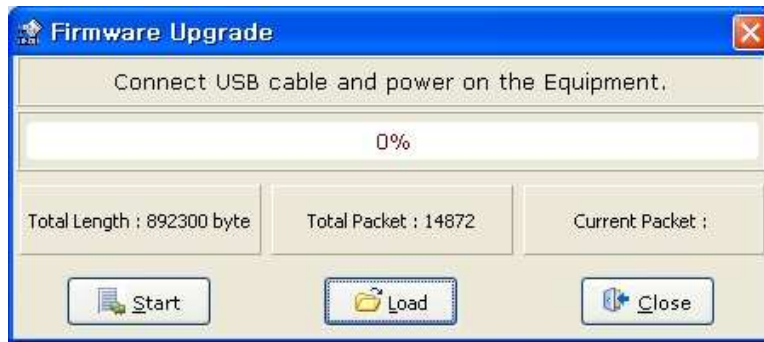 Firmware Upgrade
Connect USB cable and power on the Equipment.
0%
Total Length : 892300 byte
Total Packet : 14872
Current Packet :
Start
Load
Close